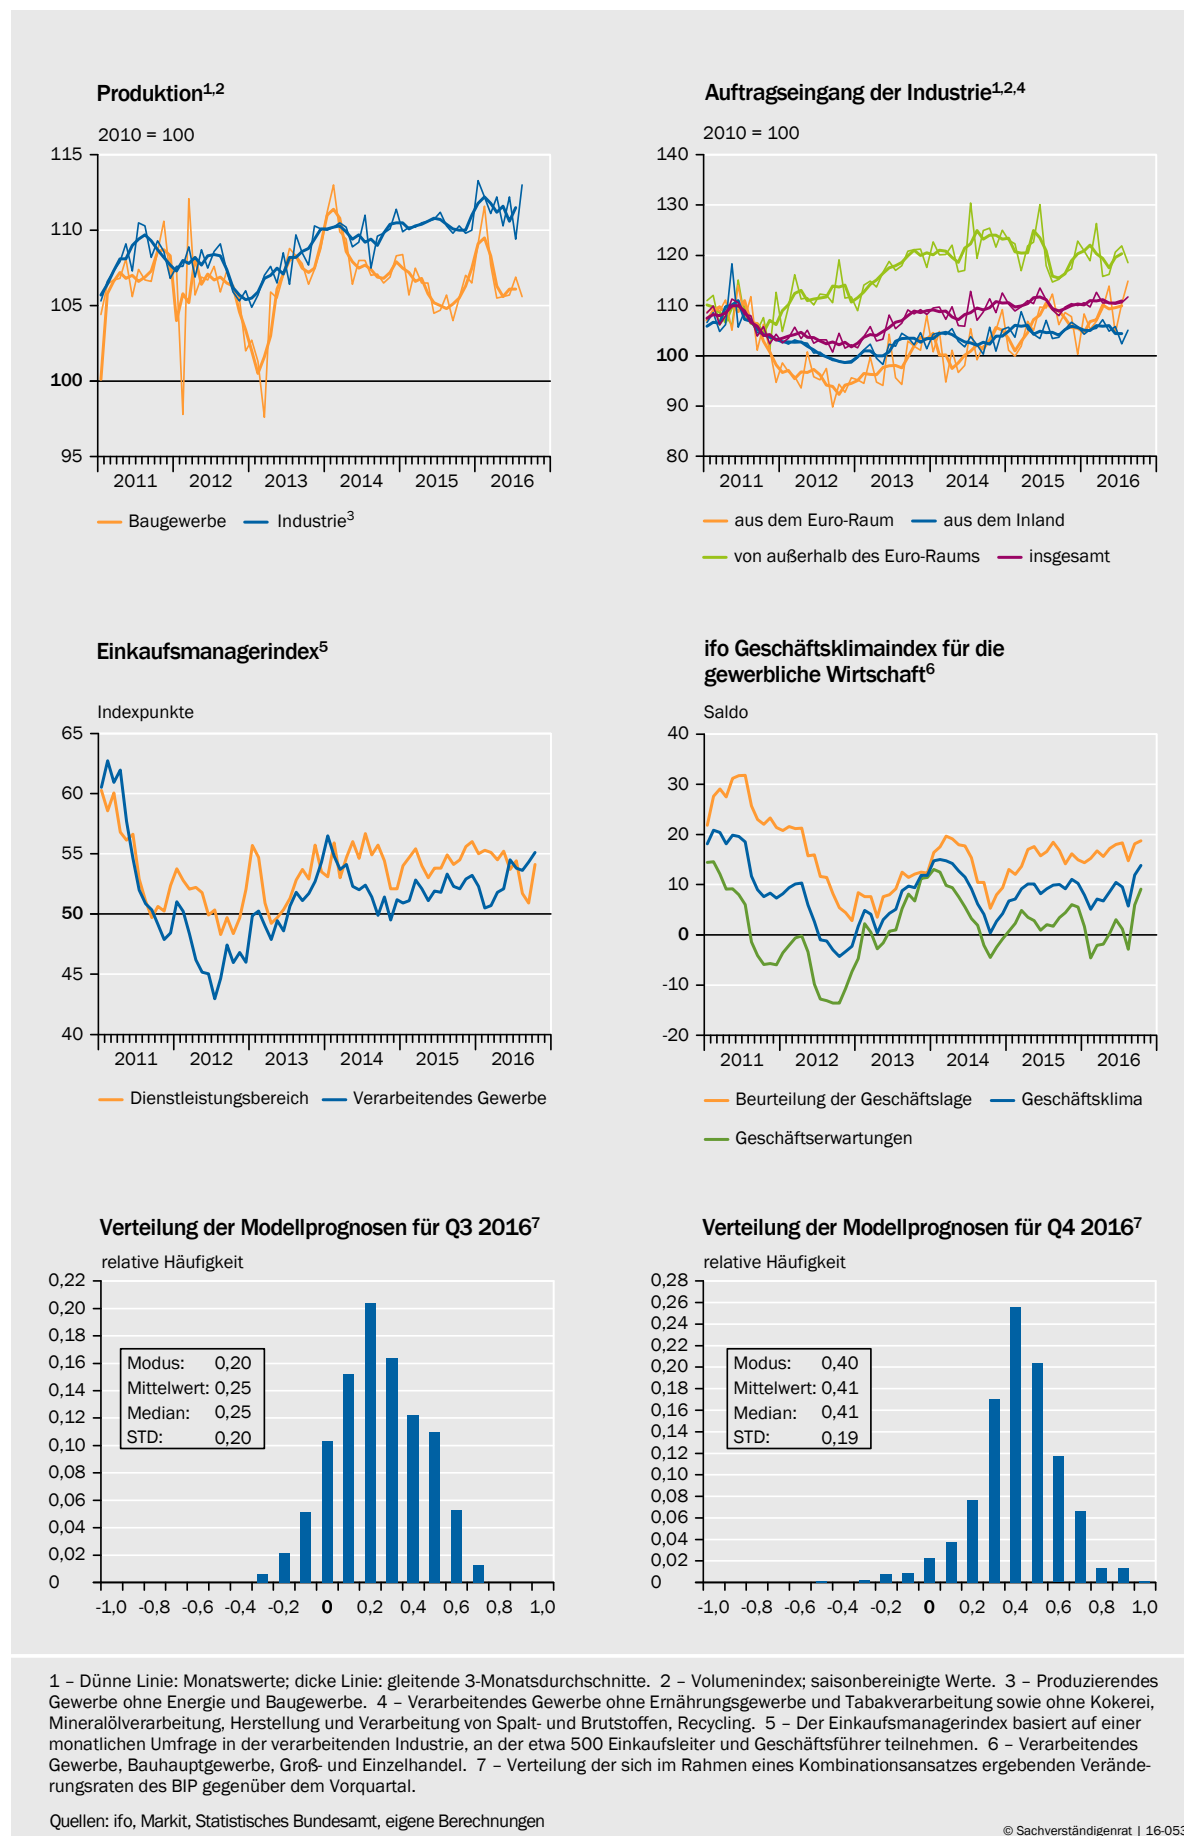 Produktion1,2
2010 = 100
115
110
105
100
95
2011 2012 2013 2014 2015 2016
Baugewerbe Industrie3
Auftragseingang der Industrie1,2,4
2010 = 100
140
130
120
110
100
90
80
2011 2012 2013 2014 2015 2016
aus dem Euro-Raum aus dem Inland
von außerhalb des Euro-Raums insgesamt
Einkaufsmanagerindex5
Indexpunkte
65
60
55
50
45
40
2011 2012 2013 2014 2015 2016
Dienstleistungsbereich Verarbeitendes Gewerbe
ifo Geschäftsklimaindex für die
gewerbliche Wirtschaft6
Saldo
40
30
20
10
0
-10
-20
2011 2012 2013 2014 2015 2016
Beurteilung der Geschäftslage Geschäftsklima
Geschäftserwartungen
Verteilung der Modellprognosen für Q3 20167
relative Häufigkeit
0,22
0,20
0,18
0,16
0,14
0,12
0,10
0,08
0,06
0,04
0,02
0
Modus: 0,20
Mittelwert: 0,25
Median: 0,25
STD: 0,20
-1,0 -0,8 -0,6 -0,4 -0,2 0 0,2 0,4 0,6 0,8 1,0
Verteilung der Modellprognosen für Q4 20167
relative Häufigkeit
0,28
0,26
0,24
0,22
0,20
0,18
0,16
0,14
0,12
0,10
0,08
0,06
0,04
0,02
0
Modus: 0,40
Mittelwert: 0,41
Median: 0,41
STD: 0,19
-1,0 -0,8 -0,6 -0,4 -0,2 0 0,2 0,4 0,6 0,8 1,0
1 – Dünne Linie: Monatswerte; dicke Linie: gleitende 3-Monatsdurchschnitte. 2 – Volumenindex; saisonbereinigte Werte. 3 – Produzierendes
Gewerbe ohne Energie und Baugewerbe. 4 – Verarbeitendes Gewerbe ohne Ernährungsgewerbe und Tabakverarbeitung sowie ohne Kokerei,
Mineralölverarbeitung, Herstellung und Verarbeitung von Spalt- und Brutstoffen, Recycling. 5 – Der Einkaufsmanagerindex basiert auf einer
monatlichen Umfrage in der verarbeitenden Industrie, an der etwa 500 Einkaufsleiter und Geschäftsführer teilnehmen. 6 – Verarbeitendes
Gewerbe, Bauhauptgewerbe, Groß- und Einzelhandel. 7 – Verteilung der sich im Rahmen eines Kombinationsansatzes ergebenden Verände-
rungsraten des BIP gegenüber dem Vorquartal.
Quellen: ifo, Markit, Statistisches Bundesamt, eigene Berechnungen
© Sachverständigenrat | 16-053